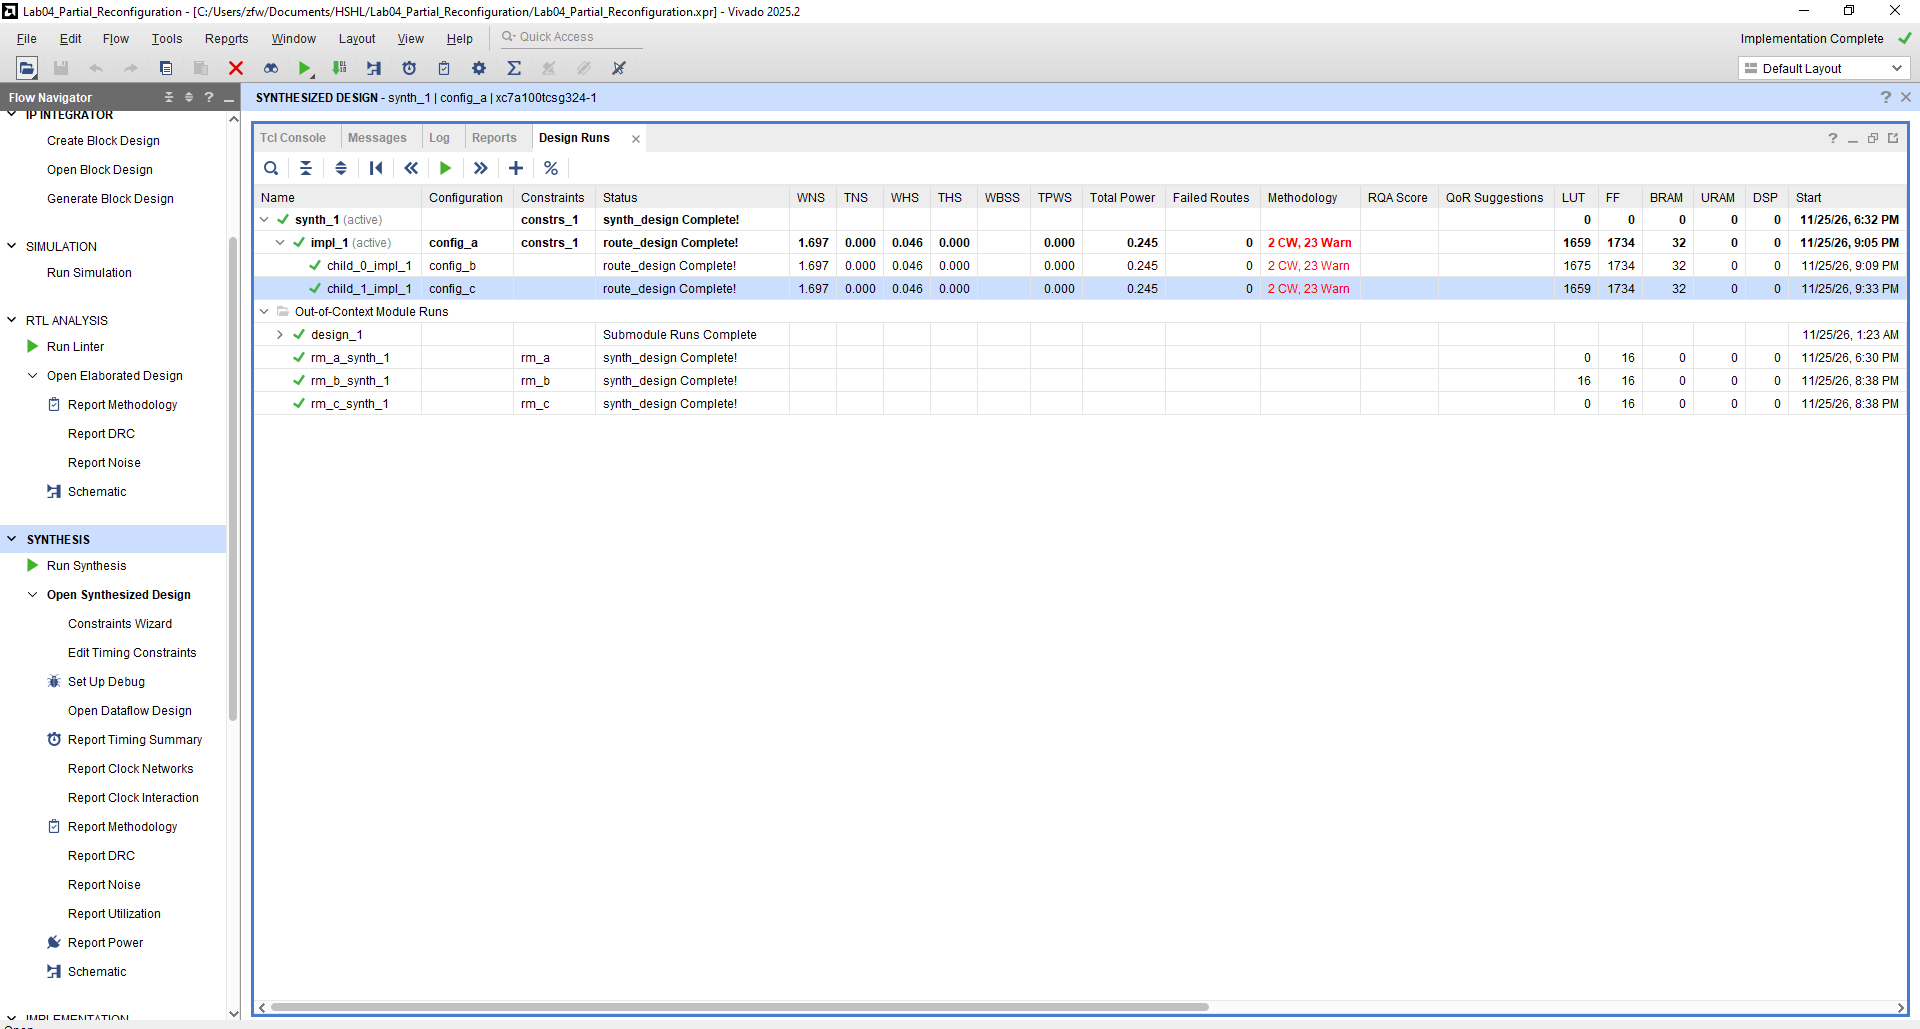 Lab04_Partial_Reconfiguration - [C:/Users/zfw/Documents/HSHL/Lab04_Partial_Reconfiguration/Lab04_Partial_Reconfiguration.xpr] - Vivado 2025.2
File Edit Flow Tools Reports Window Layout View Help Quick Access
Implementation Complete
Default Layout
Flow Navigator
IP INTEGRATOR
Create Block Design
Open Block Design
Generate Block Design
SIMULATION
Run Simulation
RTL ANALYSIS
Run Linter
Open Elaborated Design
Report Methodology
Report DRC
Report Noise
Schematic
SYNTHESIS
Run Synthesis
Open Synthesized Design
Constraints Wizard
Edit Timing Constraints
Set Up Debug
Open Dataflow Design
Report Timing Summary
Report Clock Networks
Report Clock Interaction
Report Methodology
Report DRC
Report Noise
Report Utilization
Report Power
Schematic
IMPLEMENTATION
SYNTHESIZED DESIGN - synth_1 | config_a | xc7a100tcsg324-1
Tcl Console Messages Log Reports Design Runs
Name Configuration Constraints Status WNS TNS WHS THS WBSS TPWS Total Power Failed Routes Methodology RQA Score QoR Suggestions LUT FF BRAM URAM DSP Start
synth_1 (active) constrs_1 synth_design Complete! 0 0 0 0 0 11/25/26, 6:32 PM
impl_1 (active) config_a constrs_1 route_design Complete! 1.697 0.000 0.046 0.000 0.000 0.245 0 2 CW, 23 Warn 1659 1734 32 0 0 11/25/26, 9:05 PM
child_0_impl_1 config_b route_design Complete! 1.697 0.000 0.046 0.000 0.000 0.245 0 2 CW, 23 Warn 1675 1734 32 0 0 11/25/26, 9:09 PM
child_1_impl_1 config_c route_design Complete! 1.697 0.000 0.046 0.000 0.000 0.245 0 2 CW, 23 Warn 1659 1734 32 0 0 11/25/26, 9:33 PM
Out-of-Context Module Runs
design_1 Submodule Runs Complete 11/25/26, 1:23 AM
rm_a_synth_1 rm_a synth_design Complete! 0 16 0 0 0 11/25/26, 6:30 PM
rm_b_synth_1 rm_b synth_design Complete! 16 16 0 0 0 11/25/26, 8:38 PM
rm_c_synth_1 rm_c synth_design Complete! 0 16 0 0 0 11/25/26, 8:38 PM